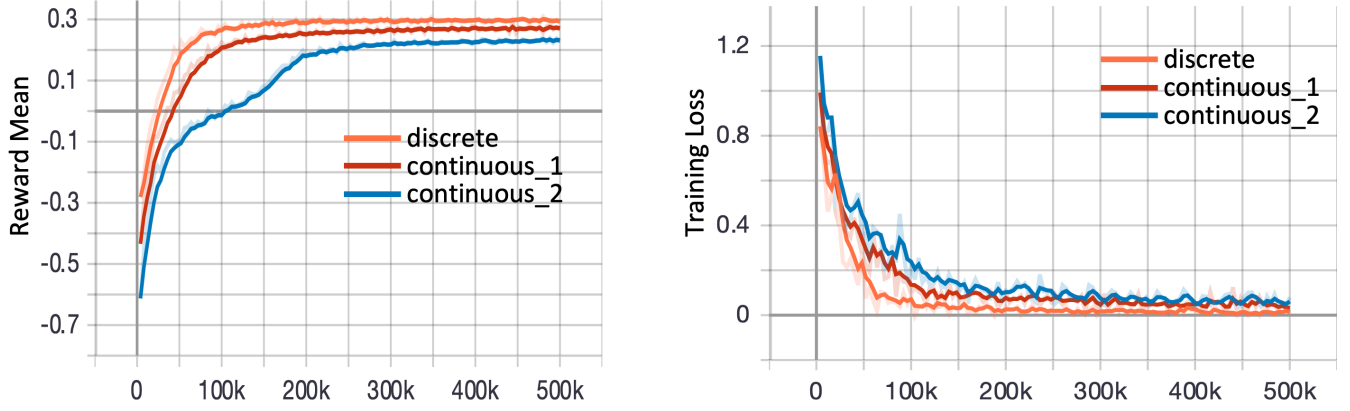 Reward Mean
0.3
0.1
-0.1
-0.3
-0.5
-0.7
discrete
continuous_1
continuous_2
0 100k 200k 300k 400k 500k
Training Loss
1.2
0.8
0.4
0
discrete
continuous_1
continuous_2
0 100k 200k 300k 400k 500k